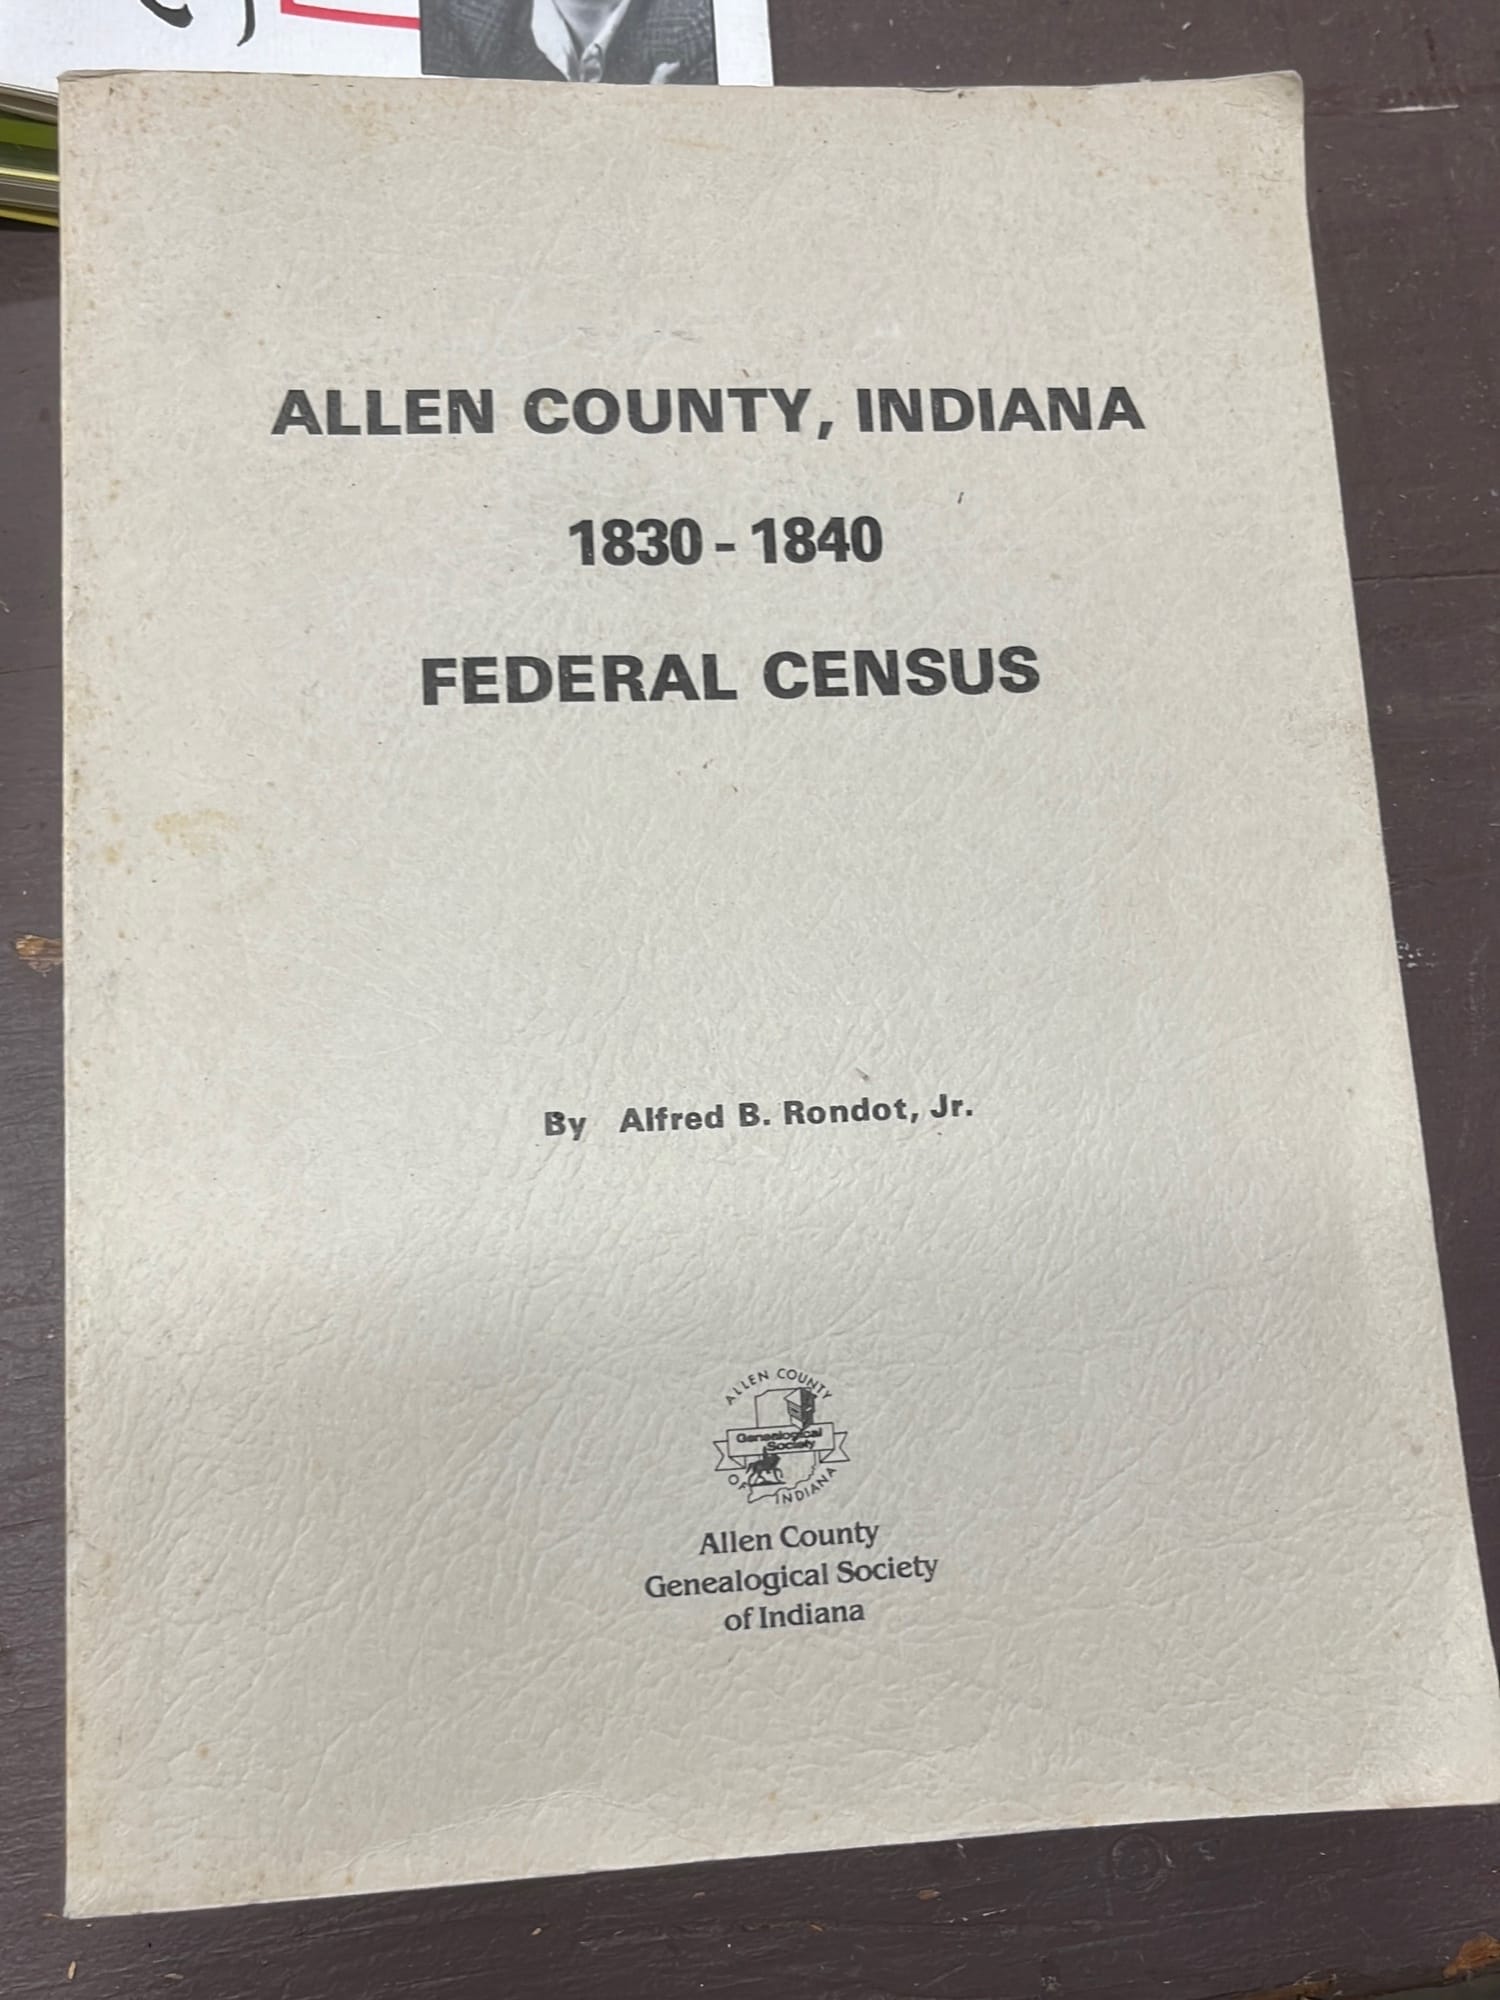 ALLEN COUNTY, INDIANA
1830 - 1840
FEDERAL CENSUS
By Alfred B. Rondot, Jr.
ALLEN COUNTY
Genealogical
Society
OF INDIANA
Allen County
Genealogical Society
of Indiana